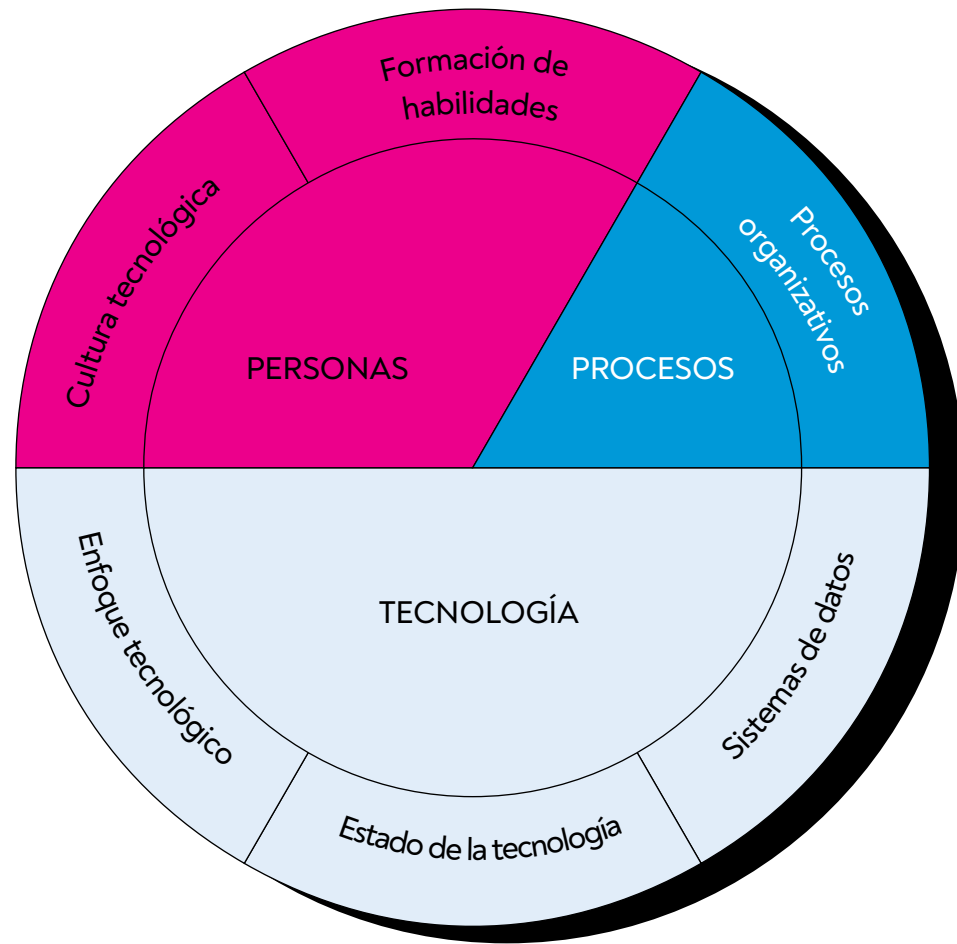 Formación de
habilidades
Cultura tecnológica
Procesos
organizativos
PERSONAS
PROCESOS
TECNOLOGÍA
Enfoque tecnológico
Estado de la tecnología
Sistemas de datos